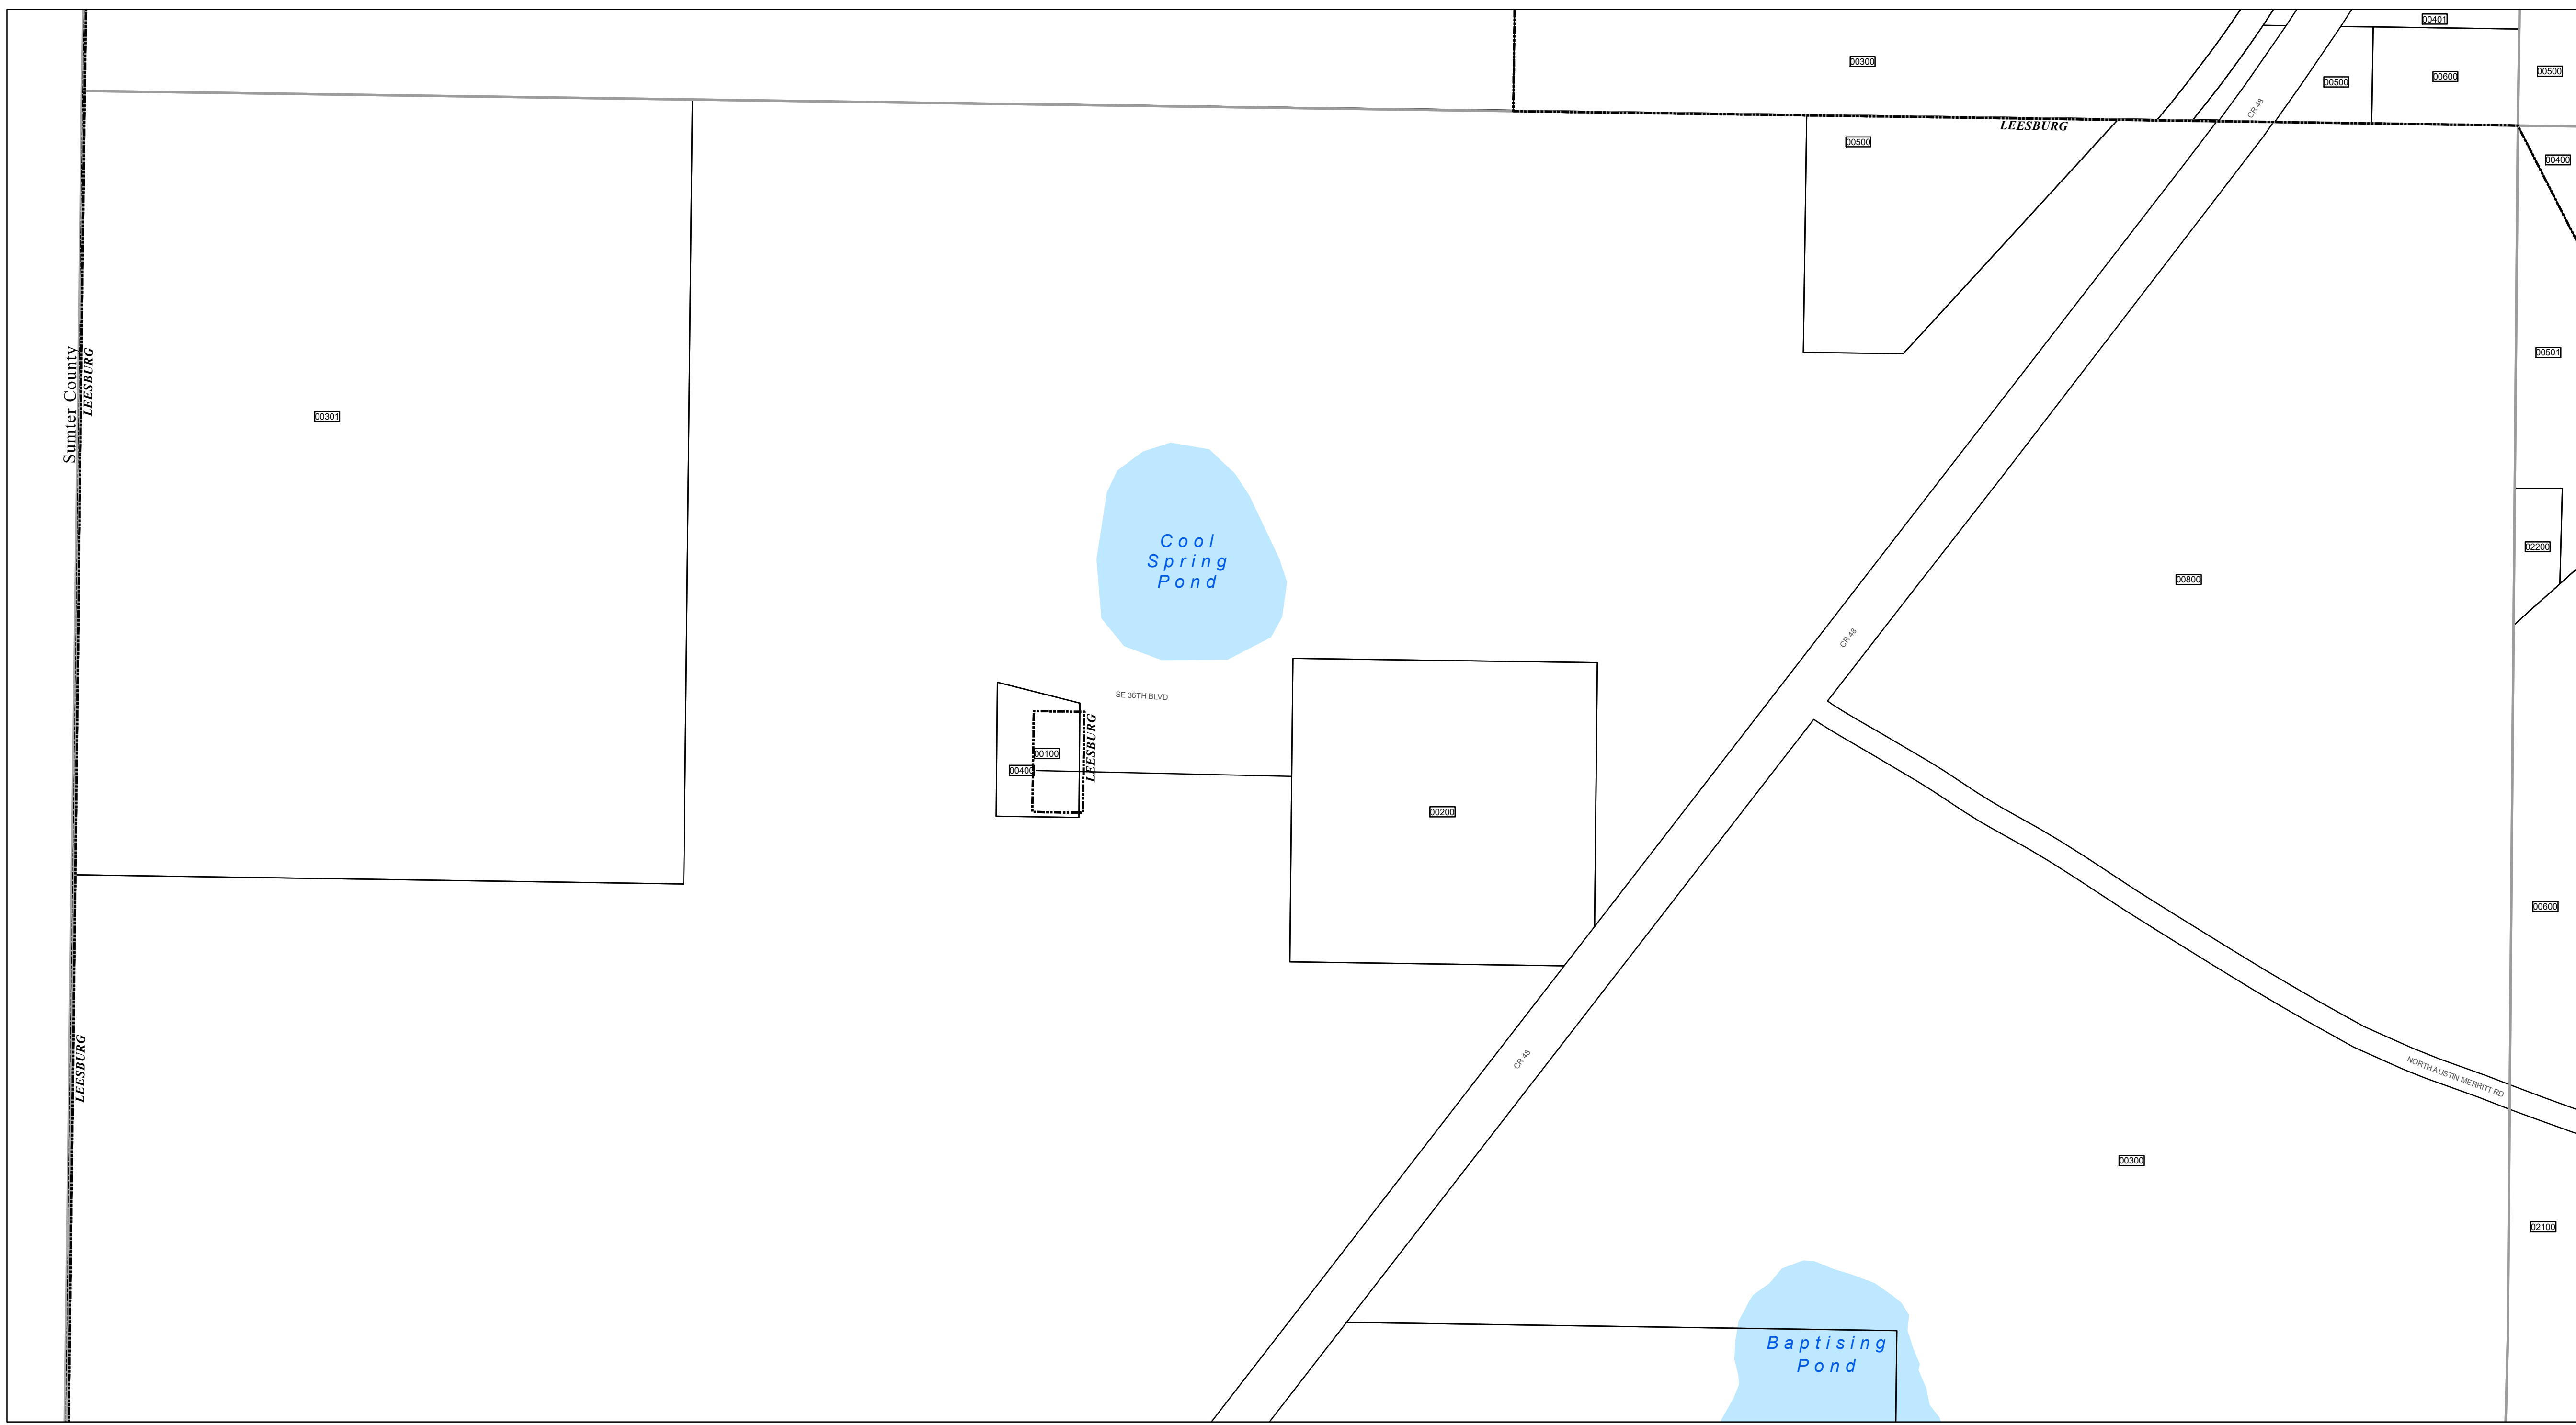 00401
00300
00500
00600
00500
CR 48
LEESBURG
00500
00400
Sumter County
LEESBURG
00301
00501
Cool
Spring
Pond
02200
00800
CR 48
SE 36TH BLVD
LEESBURG
00100
00400
00200
00600
LEESBURG
CR 48
NORTH AUSTIN MERRITT RD
00300
02100
Baptising
Pond